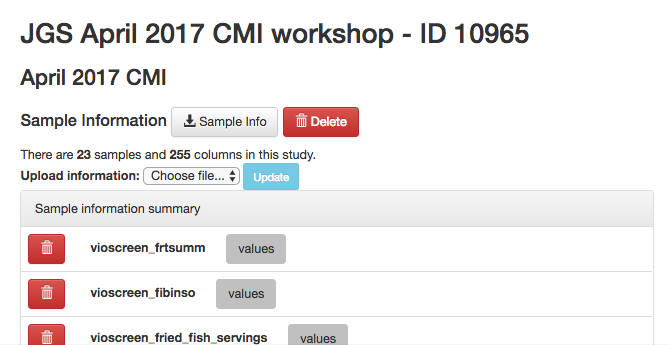 JGS April 2017 CMI workshop - ID 10965
April 2017 CMI
Sample Information Sample Info Delete
There are 23 samples and 255 columns in this study.
Upload information: Choose file... Update
Sample information summary
vioscreen_frtsumm values
vioscreen_fibinso values
vioscreen_fried_fish_servings values